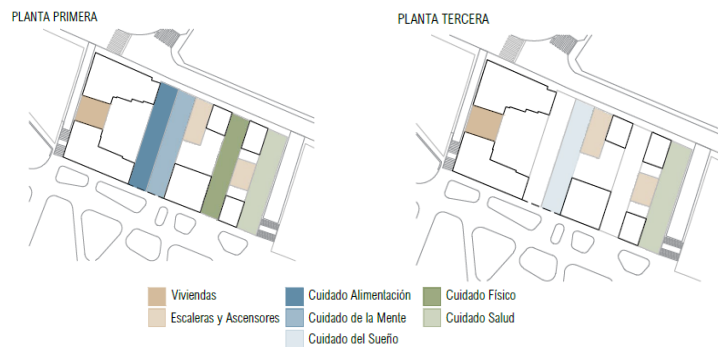 PLANTA PRIMERA
PLANTA TERCERA
Viviendas
Escaleras y Ascensores
Cuidado Alimentación
Cuidado de la Mente
Cuidado del Sueño
Cuidado Físico
Cuidado Salud